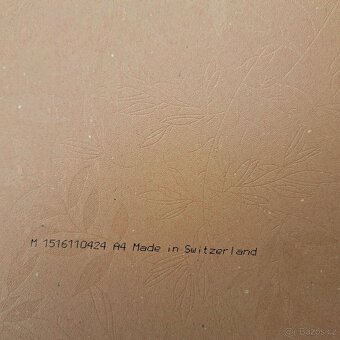 M 1516110424 A4 Made in Switzerland
© Bazos.cz